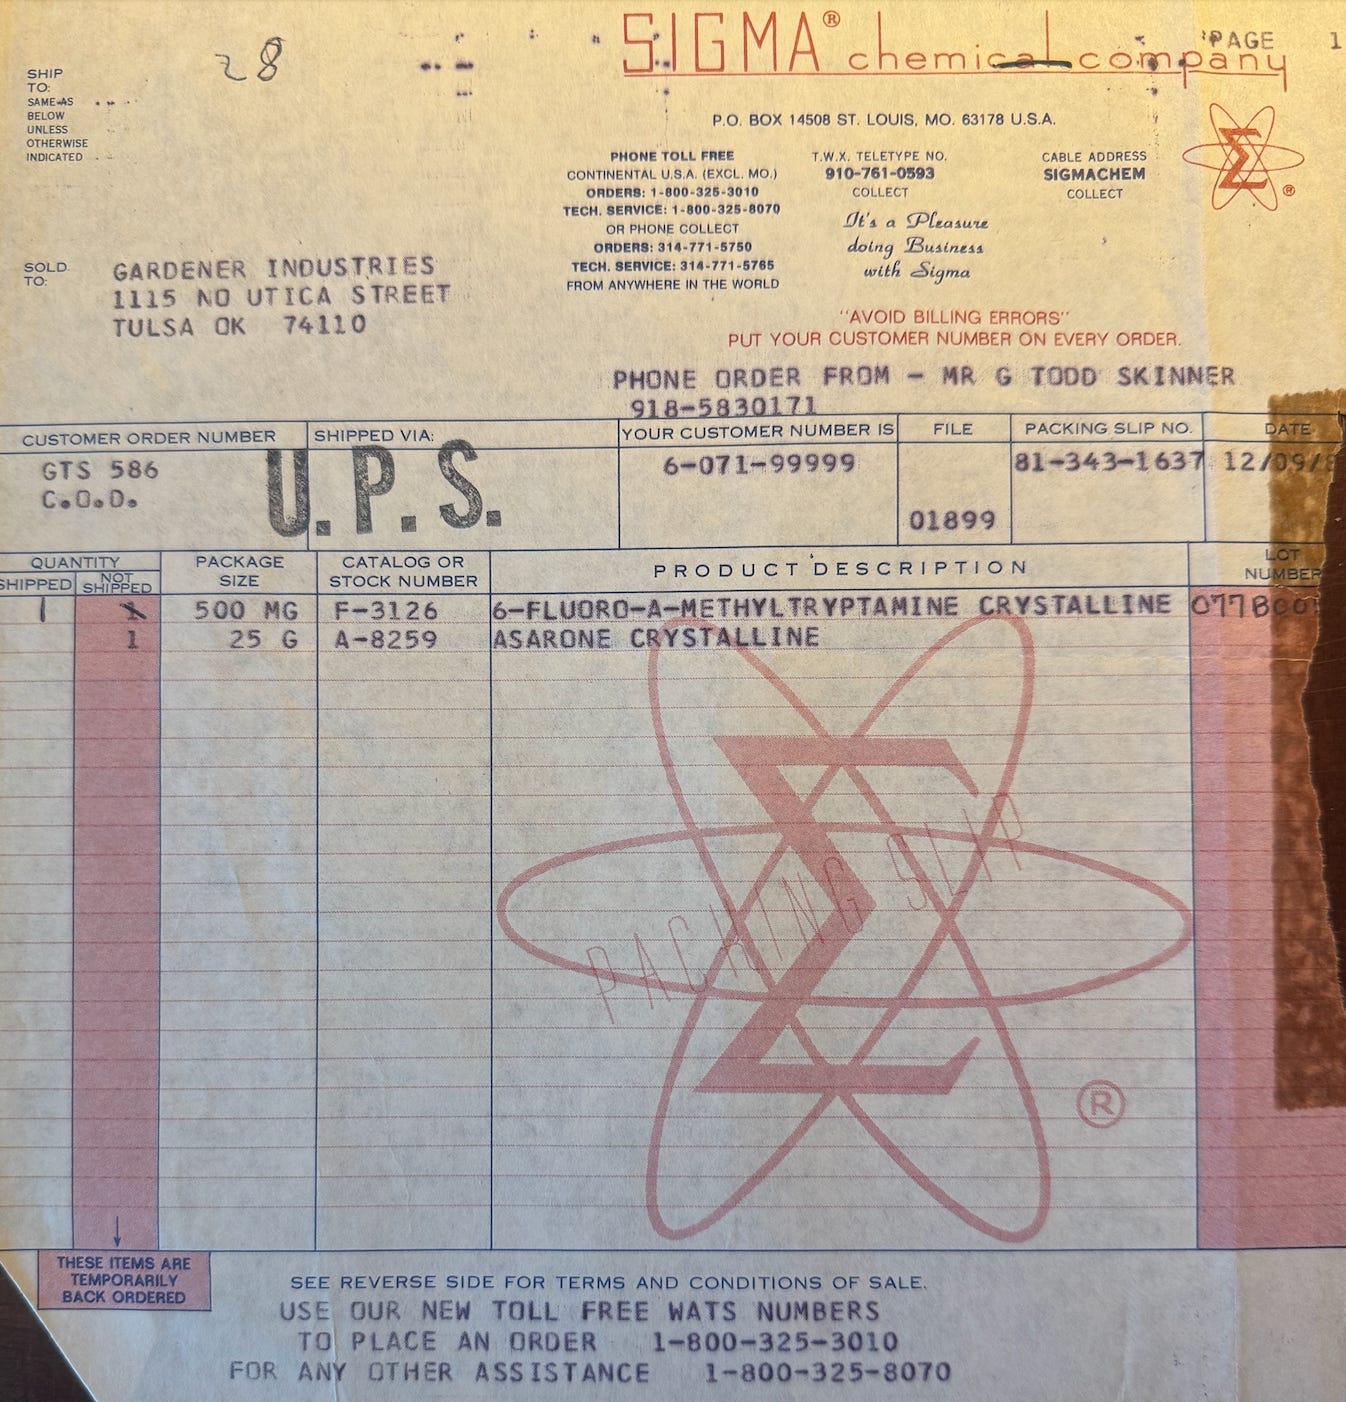 28
SIGMA® chemical company
PAGE 1
SHIP
TO:
SAME AS
BELOW
UNLESS
OTHERWISE
INDICATED
P.O. BOX 14508 ST. LOUIS, MO. 63178 U.S.A.
PHONE TOLL FREE
CONTINENTAL U.S.A. (EXCL. MO.)
ORDERS: 1-800-325-3010
TECH. SERVICE: 1-800-325-8070
OR PHONE COLLECT
ORDERS: 314-771-5750
TECH. SERVICE: 314-771-5765
FROM ANYWHERE IN THE WORLD
T.W.X. TELETYPE NO.
910-761-0593
COLLECT
It's a Pleasure
doing Business
with Sigma
CABLE ADDRESS
SIGMACHEM
COLLECT
Σ®
SOLD
TO:
GARDENER INDUSTRIES
1115 NO UTICA STREET
TULSA OK 74110
"AVOID BILLING ERRORS"
PUT YOUR CUSTOMER NUMBER ON EVERY ORDER.
PHONE ORDER FROM - MR G TODD SKINNER
918-5830171
CUSTOMER ORDER NUMBER SHIPPED VIA: YOUR CUSTOMER NUMBER IS FILE PACKING SLIP NO. DATE
GTS 586 U.P.S. 6-071-99999 81-343-1637 12/09/
C.O.D. 01899
QUANTITY PACKAGE CATALOG OR PRODUCT DESCRIPTION LOT
SHIPPED NOT SHIPPED SIZE STOCK NUMBER NUMBER
1 1 500 MG F-3126 6-FLUORO-A-METHYLTRYPTAMINE CRYSTALLINE
1 25 G A-8259 ASARONE CRYSTALLINE
PACKING SLIP
Σ
®
THESE ITEMS ARE
TEMPORARILY
BACK ORDERED
SEE REVERSE SIDE FOR TERMS AND CONDITIONS OF SALE.
USE OUR NEW TOLL FREE WATS NUMBERS
TO PLACE AN ORDER 1-800-325-3010
FOR ANY OTHER ASSISTANCE 1-800-325-8070